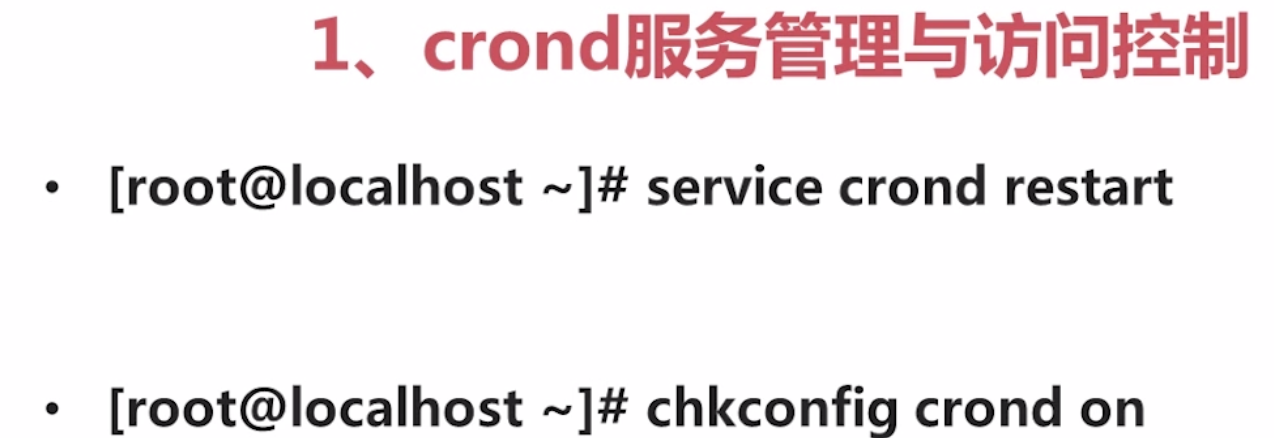 1、crond服务管理与访问控制
• [root@localhost ~]# service crond restart
• [root@localhost ~]# chkconfig crond on